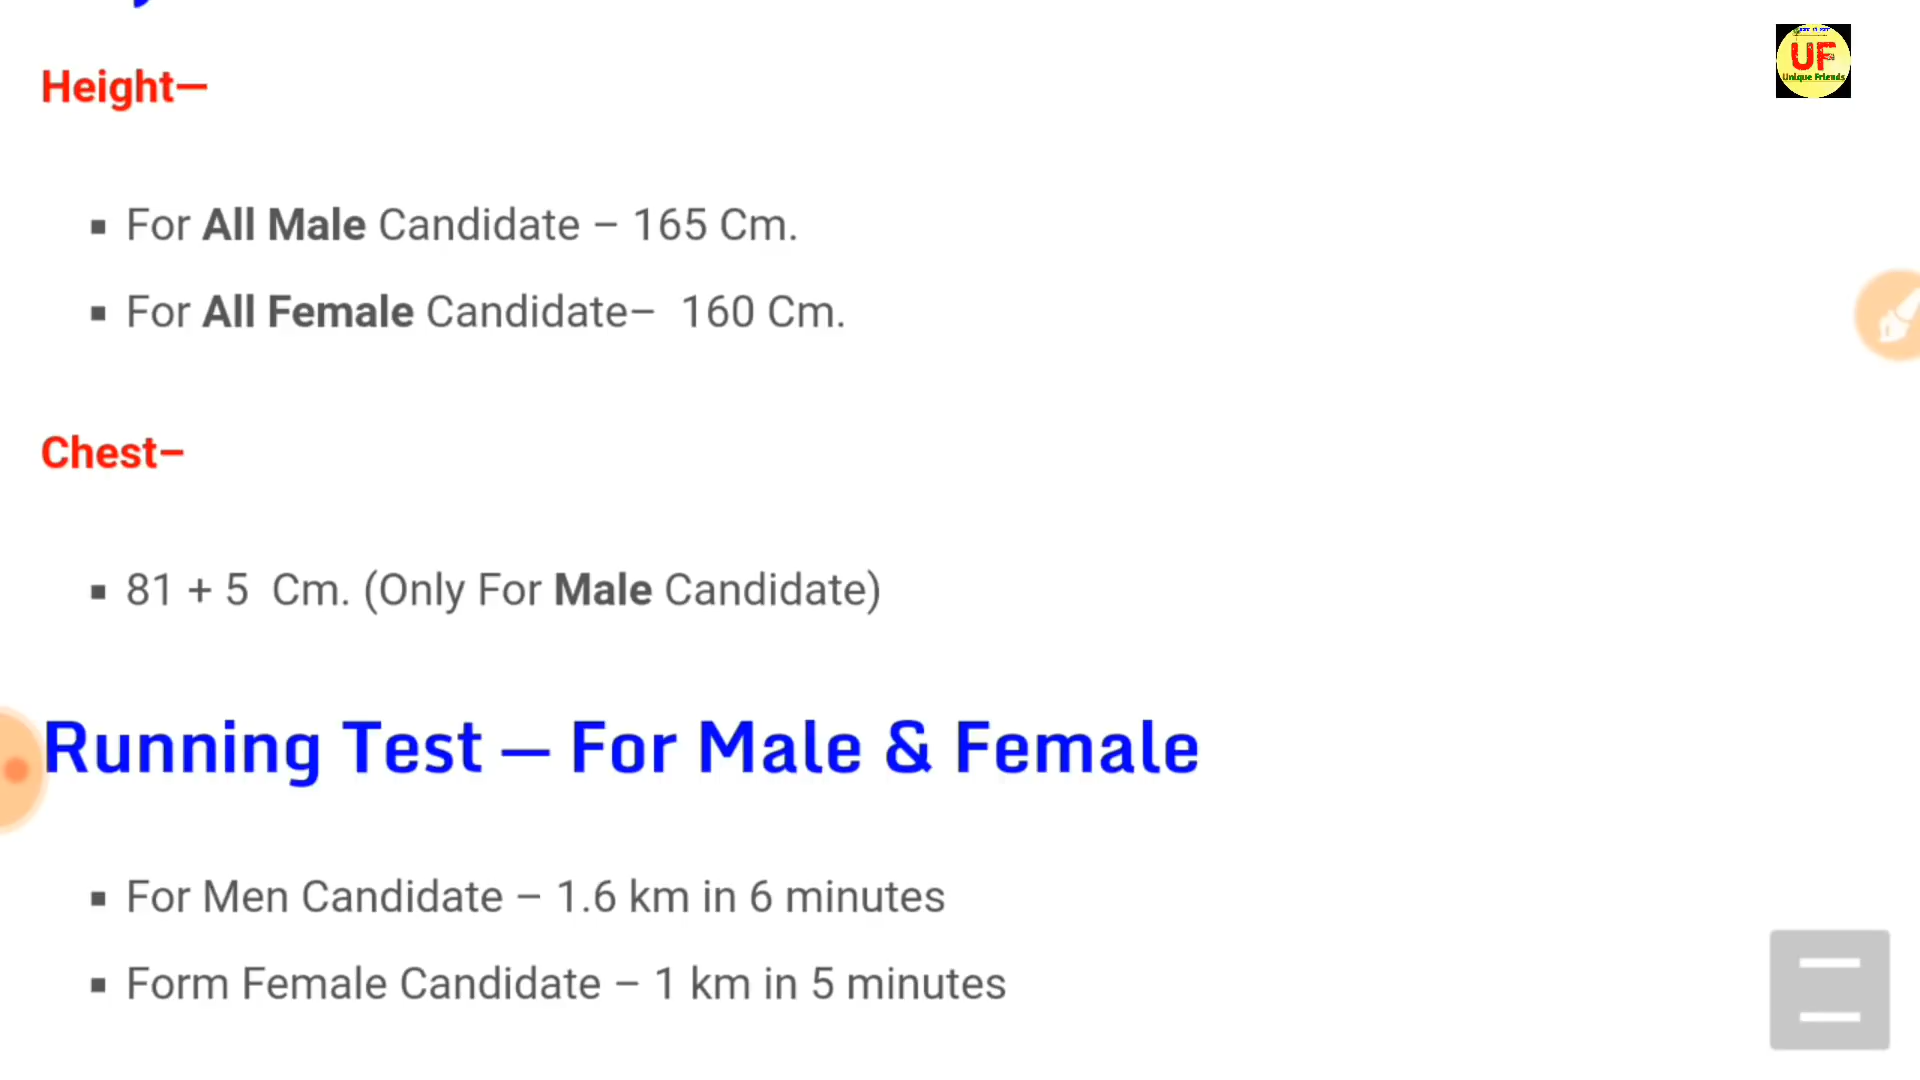 Height—
UF
Unique Friends
▪ For All Male Candidate – 165 Cm.
▪ For All Female Candidate–  160 Cm.
Chest–
▪ 81 + 5  Cm. (Only For Male Candidate)
Running Test — For Male & Female
▪ For Men Candidate – 1.6 km in 6 minutes
▪ Form Female Candidate – 1 km in 5 minutes